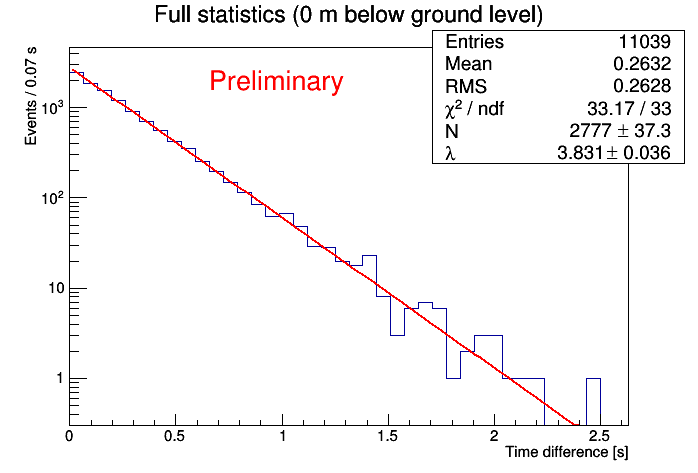 Full statistics (0 m below ground level)
Entries 11039
Mean 0.2632
RMS 0.2628
χ² / ndf 33.17 / 33
N 2777 ± 37.3
λ 3.831 ± 0.036
Preliminary
Events / 0.07 s
10³
10²
10
1
0 0.5 1 1.5 2 2.5
Time difference [s]